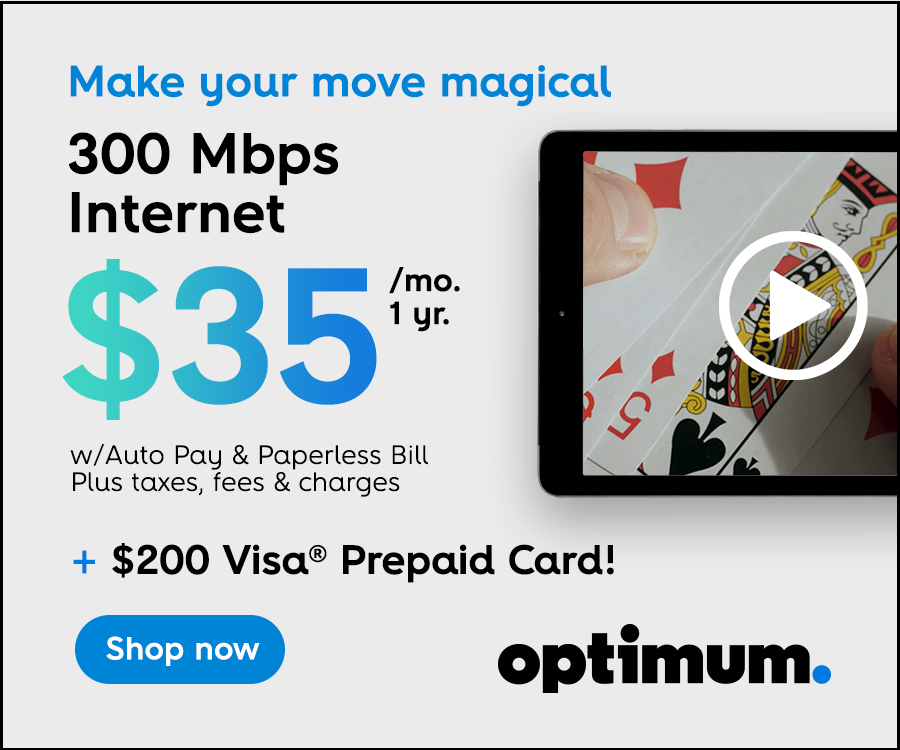 Make your move magical
300 Mbps
Internet
$35
/mo.
1 yr.
w/Auto Pay & Paperless Bill
Plus taxes, fees & charges
+ $200 Visa® Prepaid Card!
Shop now
optimum.
5